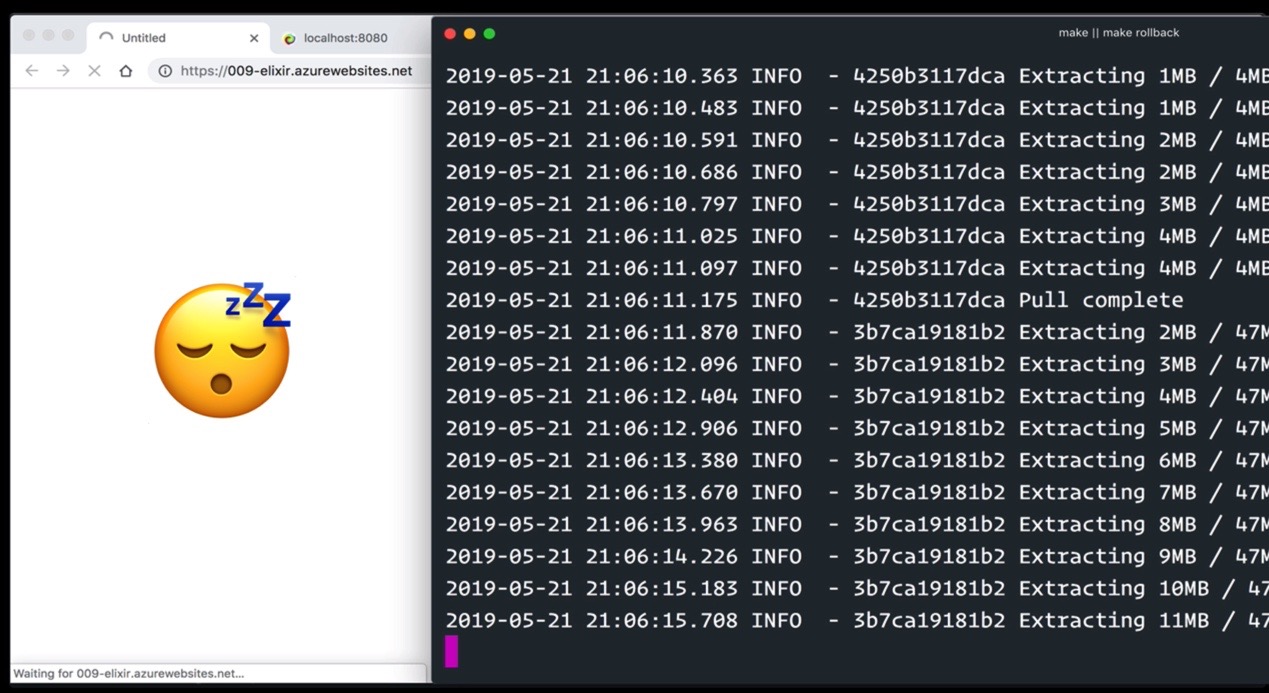 Untitled
localhost:8080
https://009-elixir.azurewebsites.net
zzZ
Waiting for 009-elixir.azurewebsites.net...
make || make rollback
2019-05-21 21:06:10.363 INFO  - 4250b3117dca Extracting 1MB / 4MB
2019-05-21 21:06:10.483 INFO  - 4250b3117dca Extracting 1MB / 4MB
2019-05-21 21:06:10.591 INFO  - 4250b3117dca Extracting 2MB / 4MB
2019-05-21 21:06:10.686 INFO  - 4250b3117dca Extracting 2MB / 4MB
2019-05-21 21:06:10.797 INFO  - 4250b3117dca Extracting 3MB / 4MB
2019-05-21 21:06:11.025 INFO  - 4250b3117dca Extracting 4MB / 4MB
2019-05-21 21:06:11.097 INFO  - 4250b3117dca Extracting 4MB / 4MB
2019-05-21 21:06:11.175 INFO  - 4250b3117dca Pull complete
2019-05-21 21:06:11.870 INFO  - 3b7ca19181b2 Extracting 2MB / 47M
2019-05-21 21:06:12.096 INFO  - 3b7ca19181b2 Extracting 3MB / 47M
2019-05-21 21:06:12.404 INFO  - 3b7ca19181b2 Extracting 4MB / 47M
2019-05-21 21:06:12.906 INFO  - 3b7ca19181b2 Extracting 5MB / 47M
2019-05-21 21:06:13.380 INFO  - 3b7ca19181b2 Extracting 6MB / 47M
2019-05-21 21:06:13.670 INFO  - 3b7ca19181b2 Extracting 7MB / 47M
2019-05-21 21:06:13.963 INFO  - 3b7ca19181b2 Extracting 8MB / 47M
2019-05-21 21:06:14.226 INFO  - 3b7ca19181b2 Extracting 9MB / 47M
2019-05-21 21:06:15.183 INFO  - 3b7ca19181b2 Extracting 10MB / 47
2019-05-21 21:06:15.708 INFO  - 3b7ca19181b2 Extracting 11MB / 47